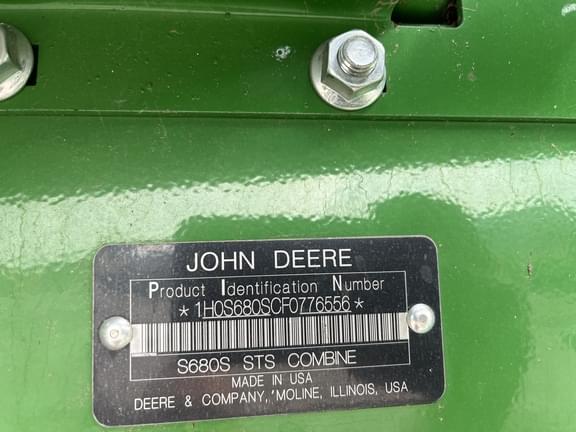 JOHN DEERE
Product Identification Number
*1H0S680SCF0776556*
S680S STS COMBINE
MADE IN USA
DEERE & COMPANY, MOLINE, ILLINOIS, USA